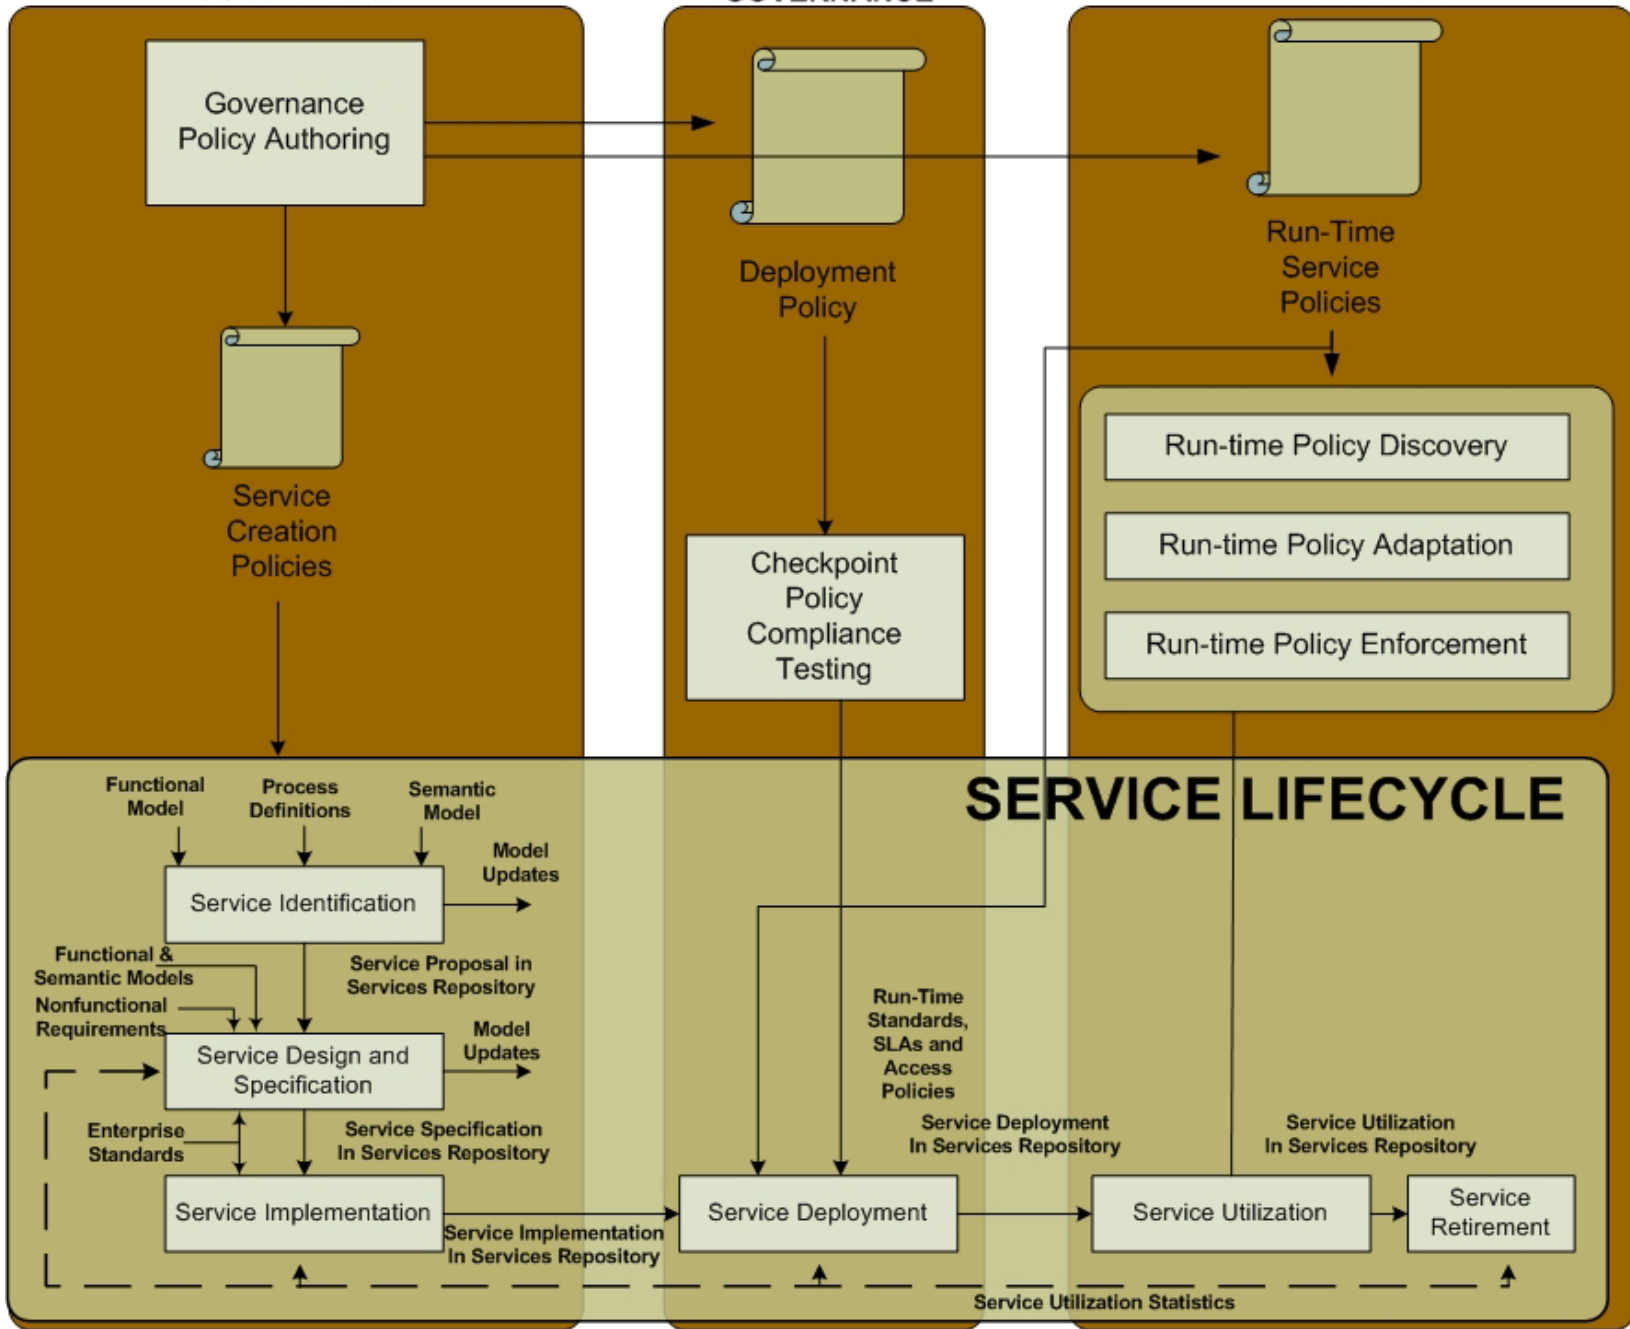 Governance
Policy Authoring
Deployment
Policy
Run-Time
Service
Policies
Service
Creation
Policies
Run-time Policy Discovery
Run-time Policy Adaptation
Run-time Policy Enforcement
Checkpoint
Policy
Compliance
Testing
SERVICE LIFECYCLE
Functional
Model
Process
Definitions
Semantic
Model
Model
Updates
Service Identification
Functional &
Semantic Models
Service Proposal in
Services Repository
Nonfunctional
Requirements
Model
Updates
Service Design and
Specification
Run-Time
Standards,
SLAs and
Access
Policies
Enterprise
Standards
Service Specification
In Services Repository
Service Deployment
In Services Repository
Service Utilization
In Services Repository
Service Implementation
Service Implementation
In Services Repository
Service Deployment
Service Utilization
Service
Retirement
Service Utilization Statistics